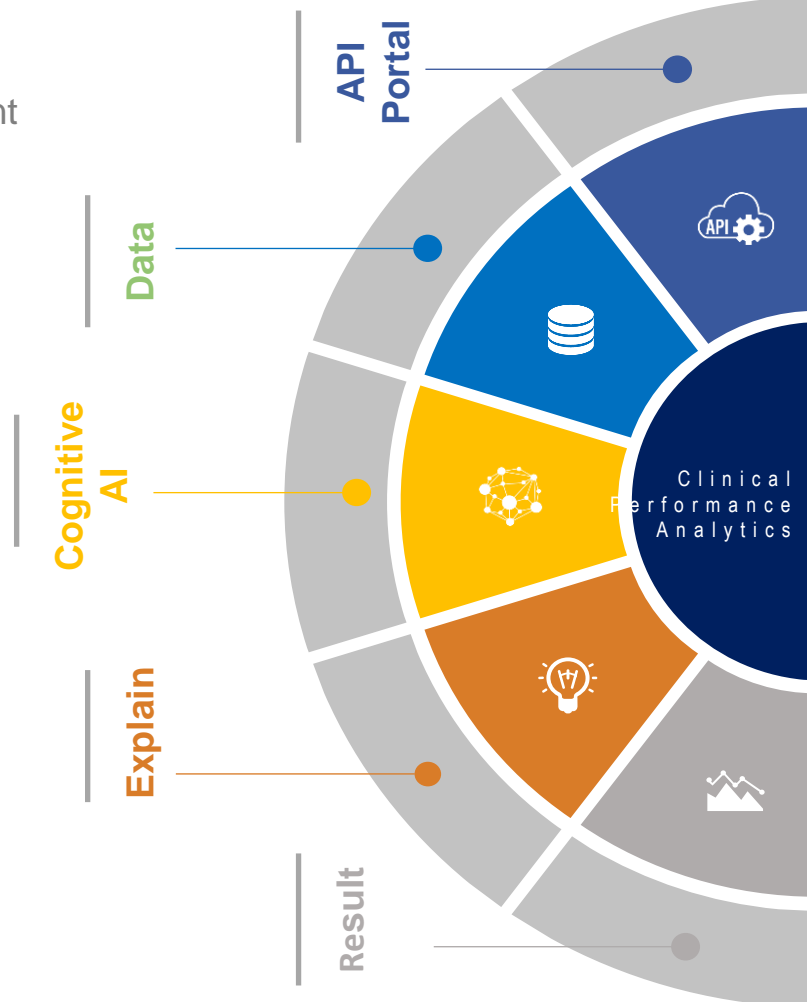 API
Portal
nt
Data
Cognitive
AI
Explain
Result
API
Clinical
Performance
Analytics